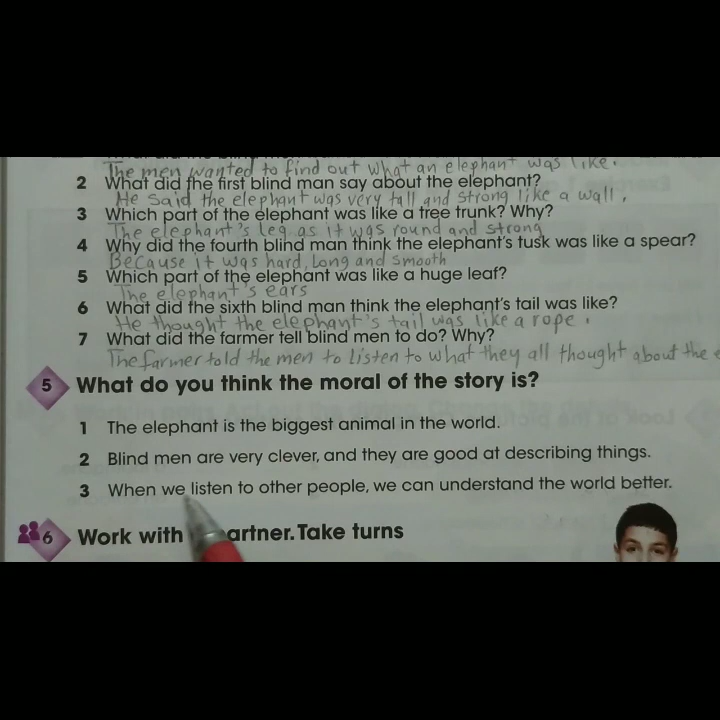 The men wanted to find out what an elephant was like.
2 What did the first blind man say about the elephant?
He said the elephant was very tall and strong like a wall.
3 Which part of the elephant was like a tree trunk? Why?
The elephant's leg as it was round and strong
4 Why did the fourth blind man think the elephant's tusk was like a spear?
Because it was hard, long and smooth
5 Which part of the elephant was like a huge leaf?
The elephant's ears
6 What did the sixth blind man think the elephant's tail was like?
He thought the elephant's tail was like a rope.
7 What did the farmer tell blind men to do? Why?
The farmer told the men to listen to what they all thought about the
5 What do you think the moral of the story is?
1 The elephant is the biggest animal in the world.
2 Blind men are very clever, and they are good at describing things.
3 When we listen to other people, we can understand the world better.
6 Work with artner. Take turns